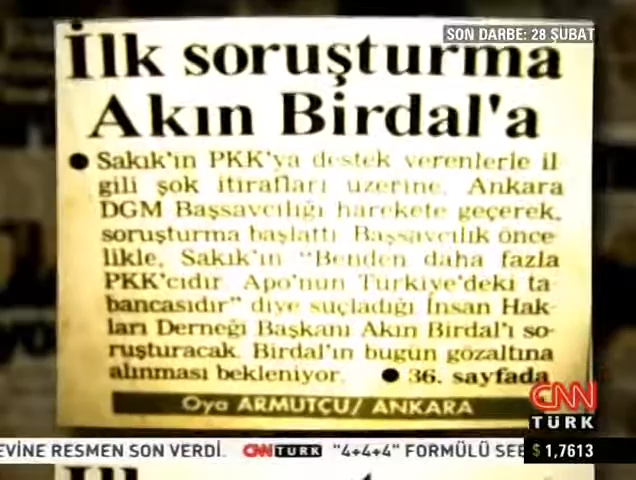 SON DARBE: 28 ŞUBAT
İlk soruşturma
Akın Birdal'a
● Sakık'ın PKK'ya destek verenlerle il-
gili şok itirafları üzerine, Ankara
DGM Başsavcılığı harekete geçerek,
soruşturma başlattı. Başsavcılık önce-
likle, Sakık'ın "Benden daha fazla
PKK'cıdır. Apo'nun Türkiye'deki ta-
bancasıdır" diye suçladığı İnsan Hak-
ları Derneği Başkanı Akın Birdal'ı so-
ruşturacak. Birdal'ın bugün gözaltına
alınması bekleniyor. ● 36. sayfada
Oya ARMUTÇU/ ANKARA
CNN
TÜRK
EVİNE RESMEN SON VERDİ. CNN TÜRK "4+4+4" FORMÜLÜ SEÇ
$ 1,7613